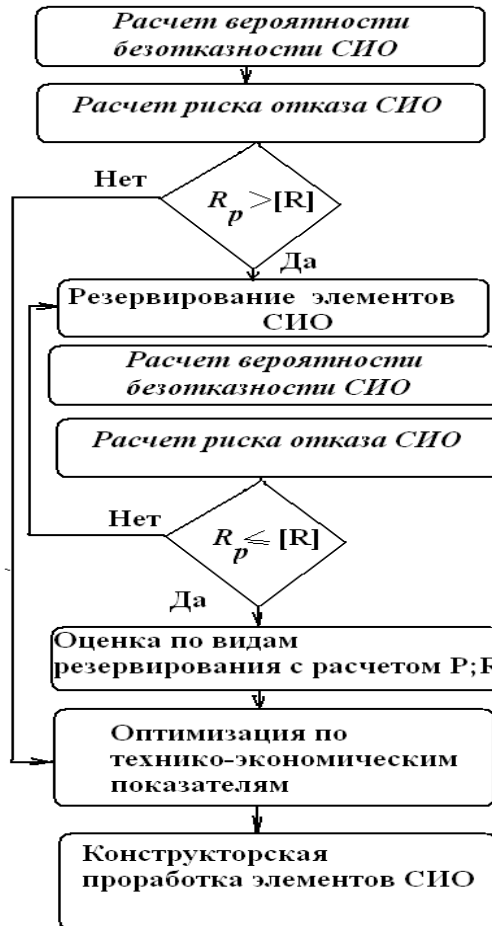 Расчет вероятности
безотказности СИО
Расчет риска отказа СИО
Нет
R p >[R]
Да
Резервирование элементов
СИО
Расчет вероятности
безотказности СИО
Расчет риска отказа СИО
Нет
R p ≤ [R]
Да
Оценка по видам
резервирования с расчетом P;R
Оптимизация по
технико-экономическим
показателям
Конструкторская
проработка элементов СИО